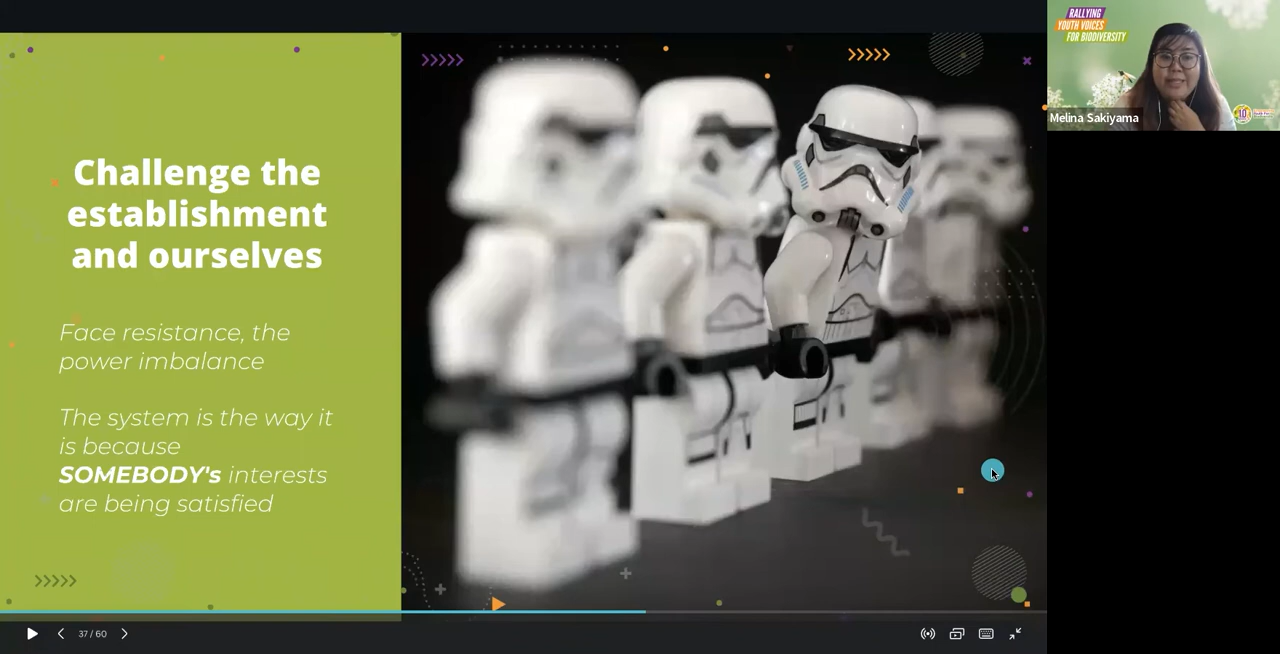 Challenge the
establishment
and ourselves
Face resistance, the
power imbalance
The system is the way it
is because
SOMEBODY's interests
are being satisfied
37 / 60
RALLYING
YOUTH VOICES
FOR BIODIVERSITY
Melina Sakiyama